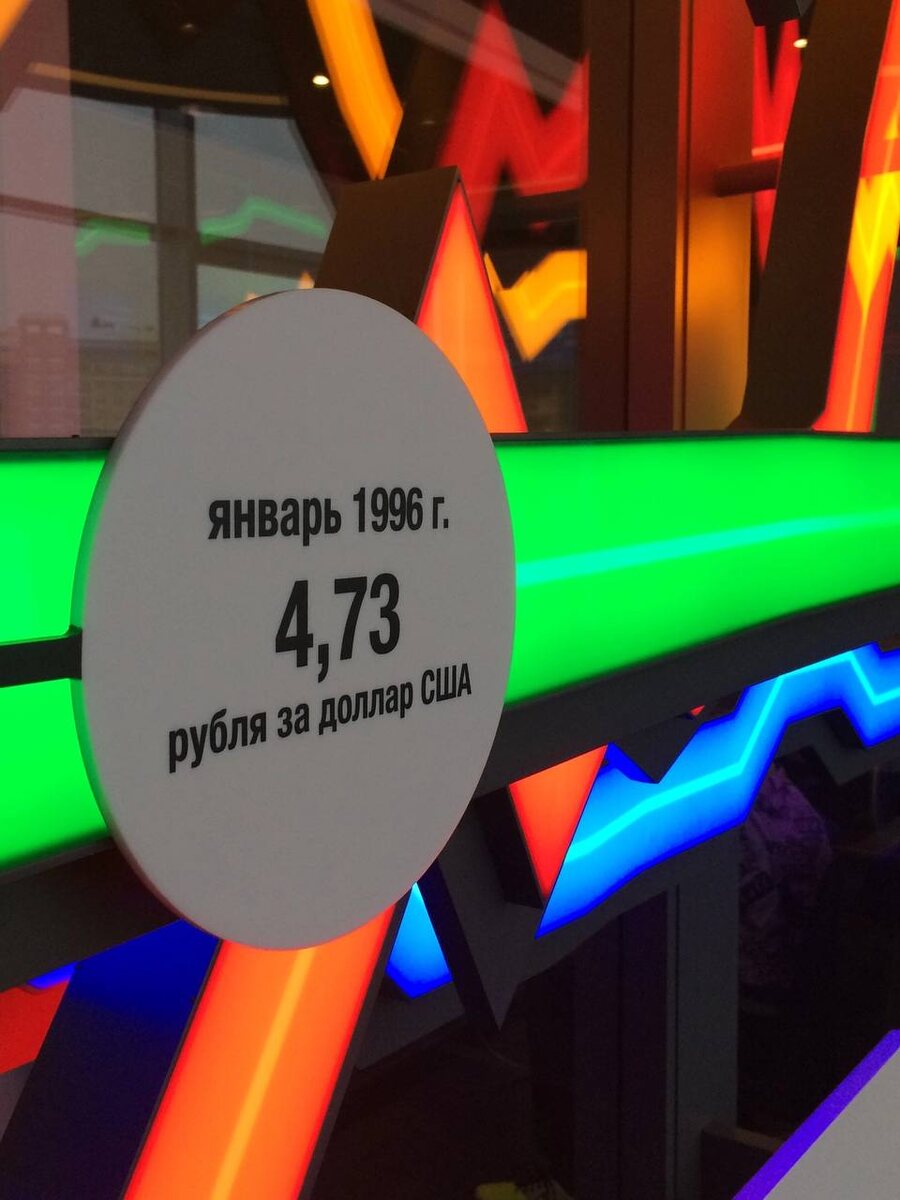 январь 1996 г.
4,73
рубля за доллар США